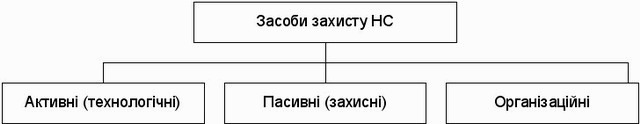 Засоби захисту НС
Активні (технологічні)
Пасивні (захисні)
Організаційні